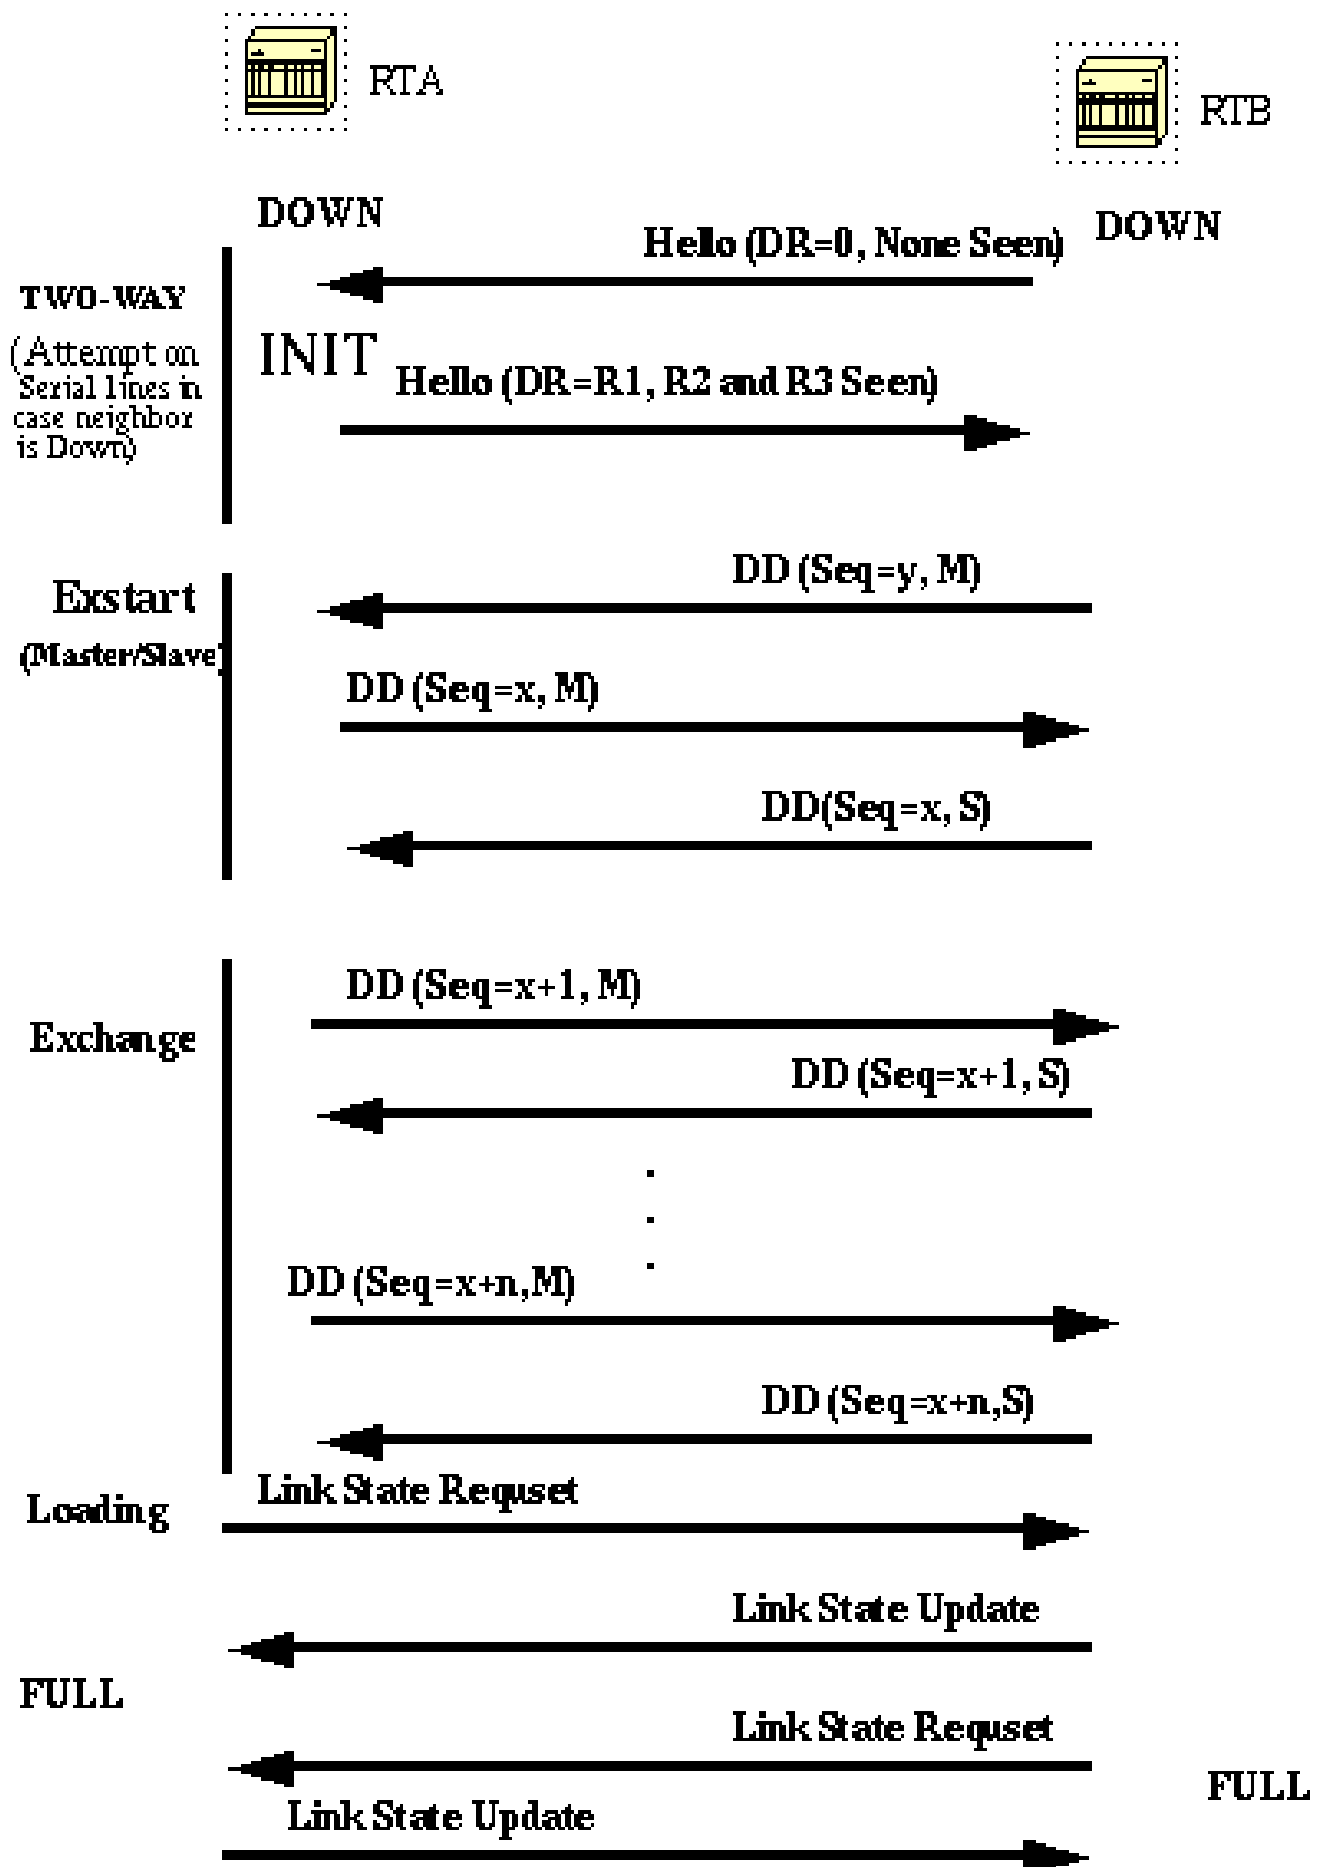 RTA
RTB
DOWN
DOWN
Hello (DR=0, None Seen)
TWO-WAY
(Attempt on
Serial lines in
case neighbor
is Down)
INIT
Hello (DR=R1, R2 and R3 Seen)
Exstart
(Master/Slave)
DD (Seq=y, M)
DD (Seq=x, M)
DD(Seq=x, S)
Exchange
DD (Seq=x+1, M)
DD (Seq=x+1, S)
.
.
.
DD (Seq=x+n,M)
DD (Seq=x+n,S)
Loading
Link State Requset
Link State Update
FULL
Link State Requset
FULL
Link State Update